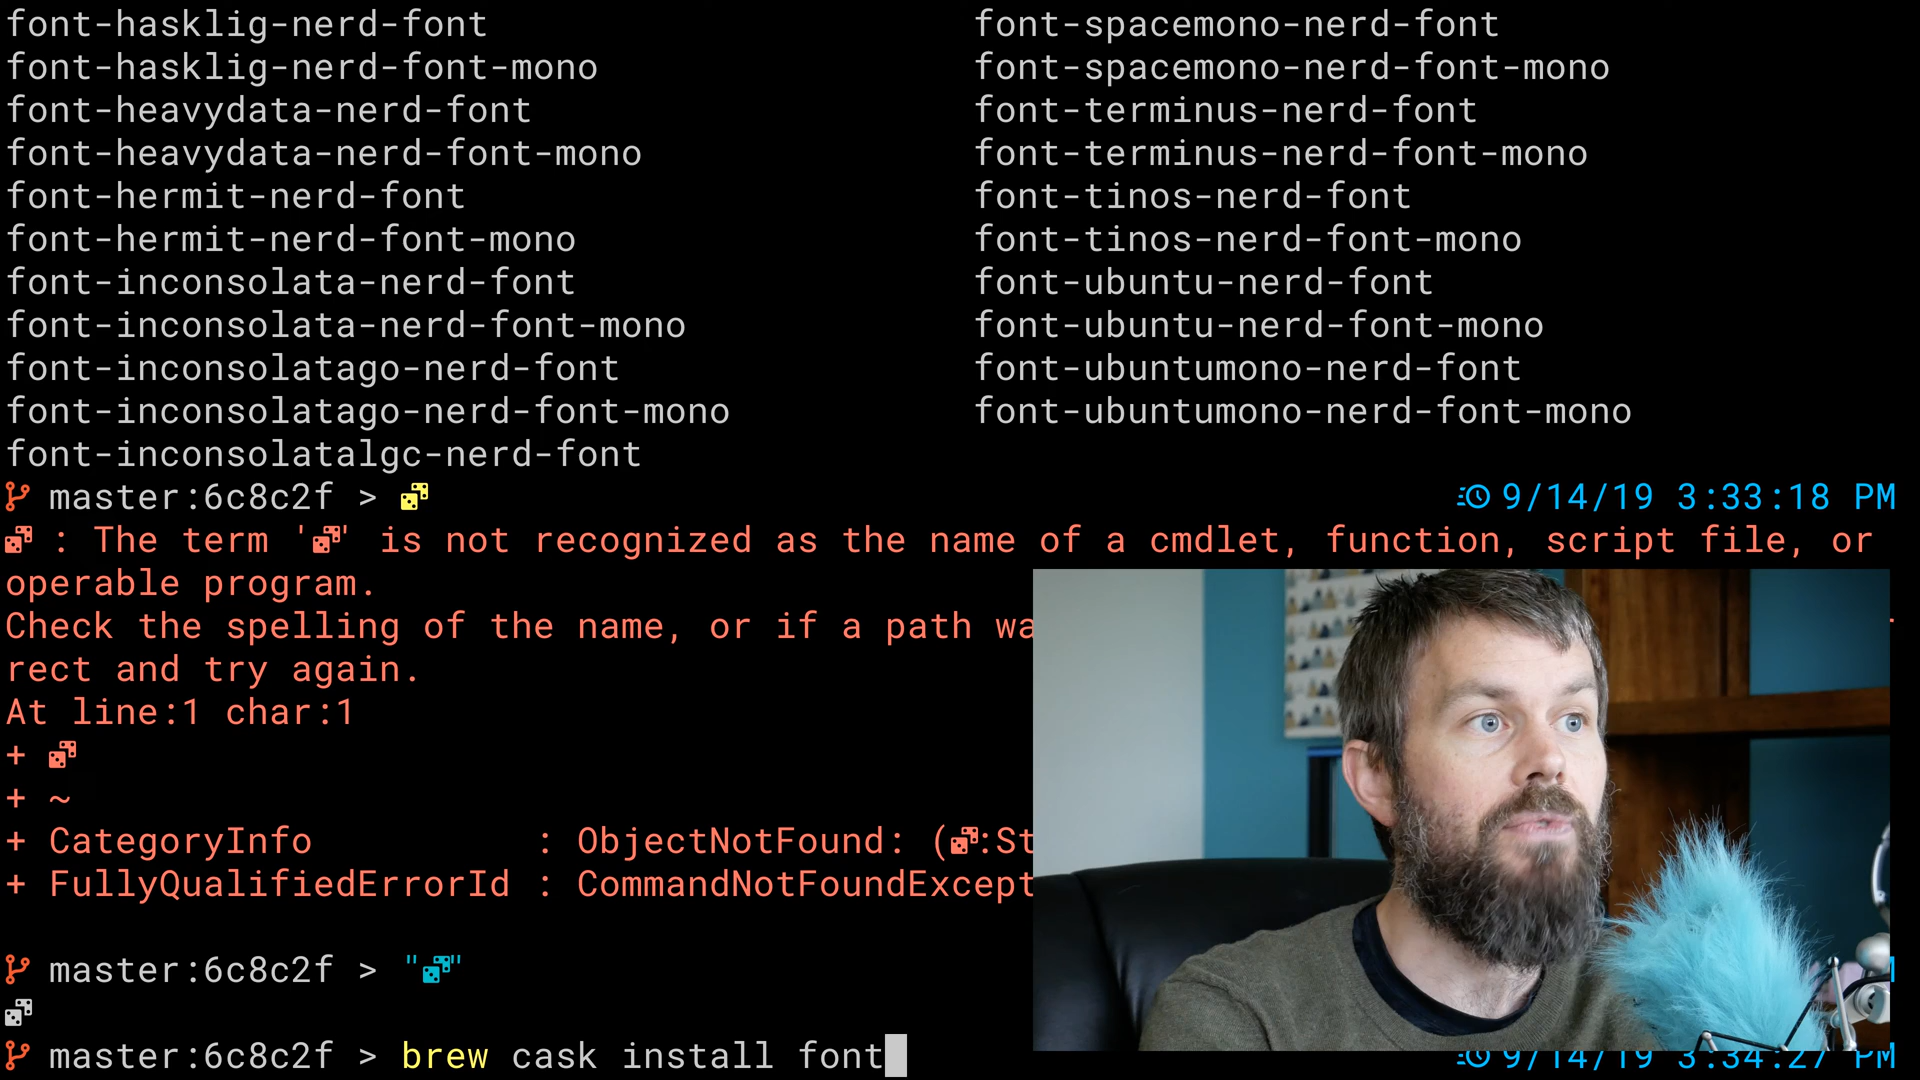 font-hasklig-nerd-font font-spacemono-nerd-font
font-hasklig-nerd-font-mono font-spacemono-nerd-font-mono
font-heavydata-nerd-font font-terminus-nerd-font
font-heavydata-nerd-font-mono font-terminus-nerd-font-mono
font-hermit-nerd-font font-tinos-nerd-font
font-hermit-nerd-font-mono font-tinos-nerd-font-mono
font-inconsolata-nerd-font font-ubuntu-nerd-font
font-inconsolata-nerd-font-mono font-ubuntu-nerd-font-mono
font-inconsolatago-nerd-font font-ubuntumono-nerd-font
font-inconsolatago-nerd-font-mono font-ubuntumono-nerd-font-mono
font-inconsolatalgc-nerd-font
master:6c8c2f > 9/14/19 3:33:18 PM
: The term '' is not recognized as the name of a cmdlet, function, script file, or
operable program.
Check the spelling of the name, or if a path
rect and try again.
At line:1 char:1
+
+ ~
+ CategoryInfo : ObjectNotFound: (
+ FullyQualifiedErrorId : CommandNotFoundExcept
master:6c8c2f > ""
master:6c8c2f > brew cask install font 9/14/19 3:34:27 PM